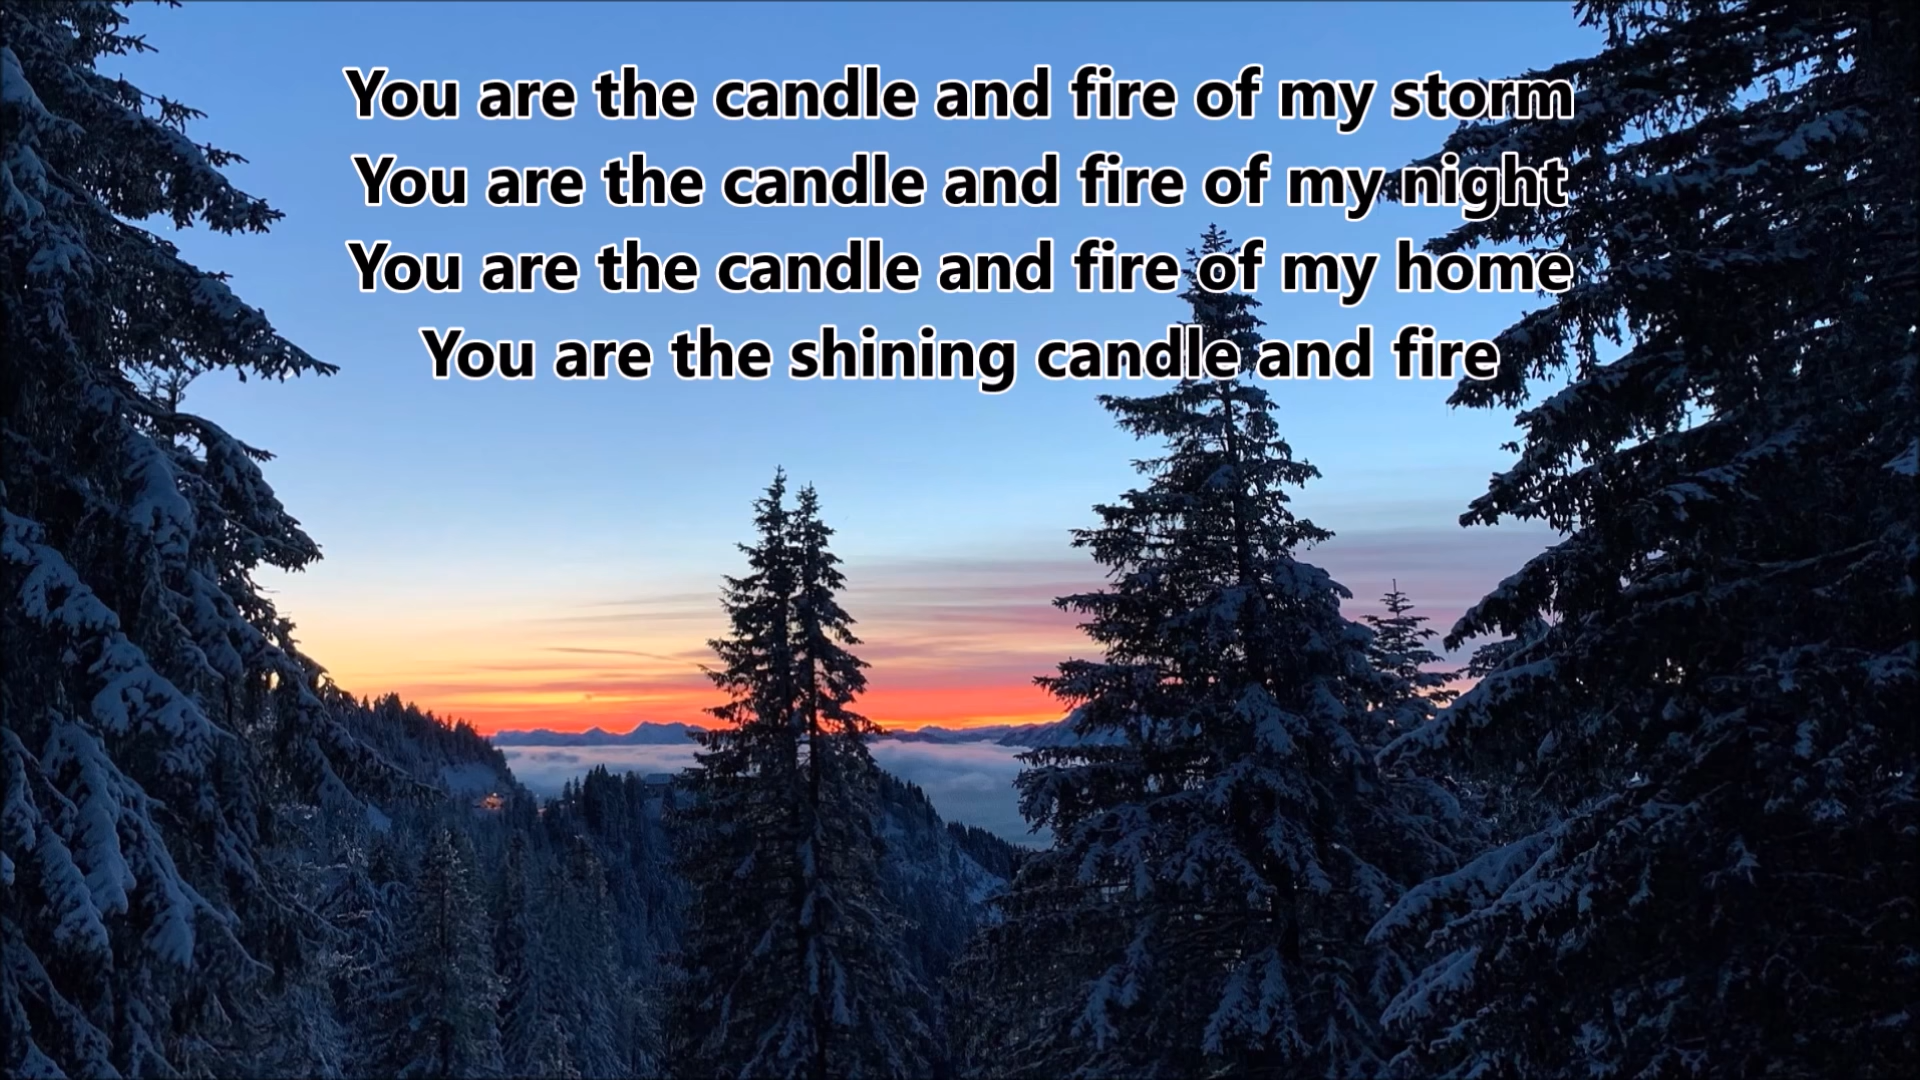 You are the candle and fire of my storm
You are the candle and fire of my night
You are the candle and fire of my home
You are the shining candle and fire